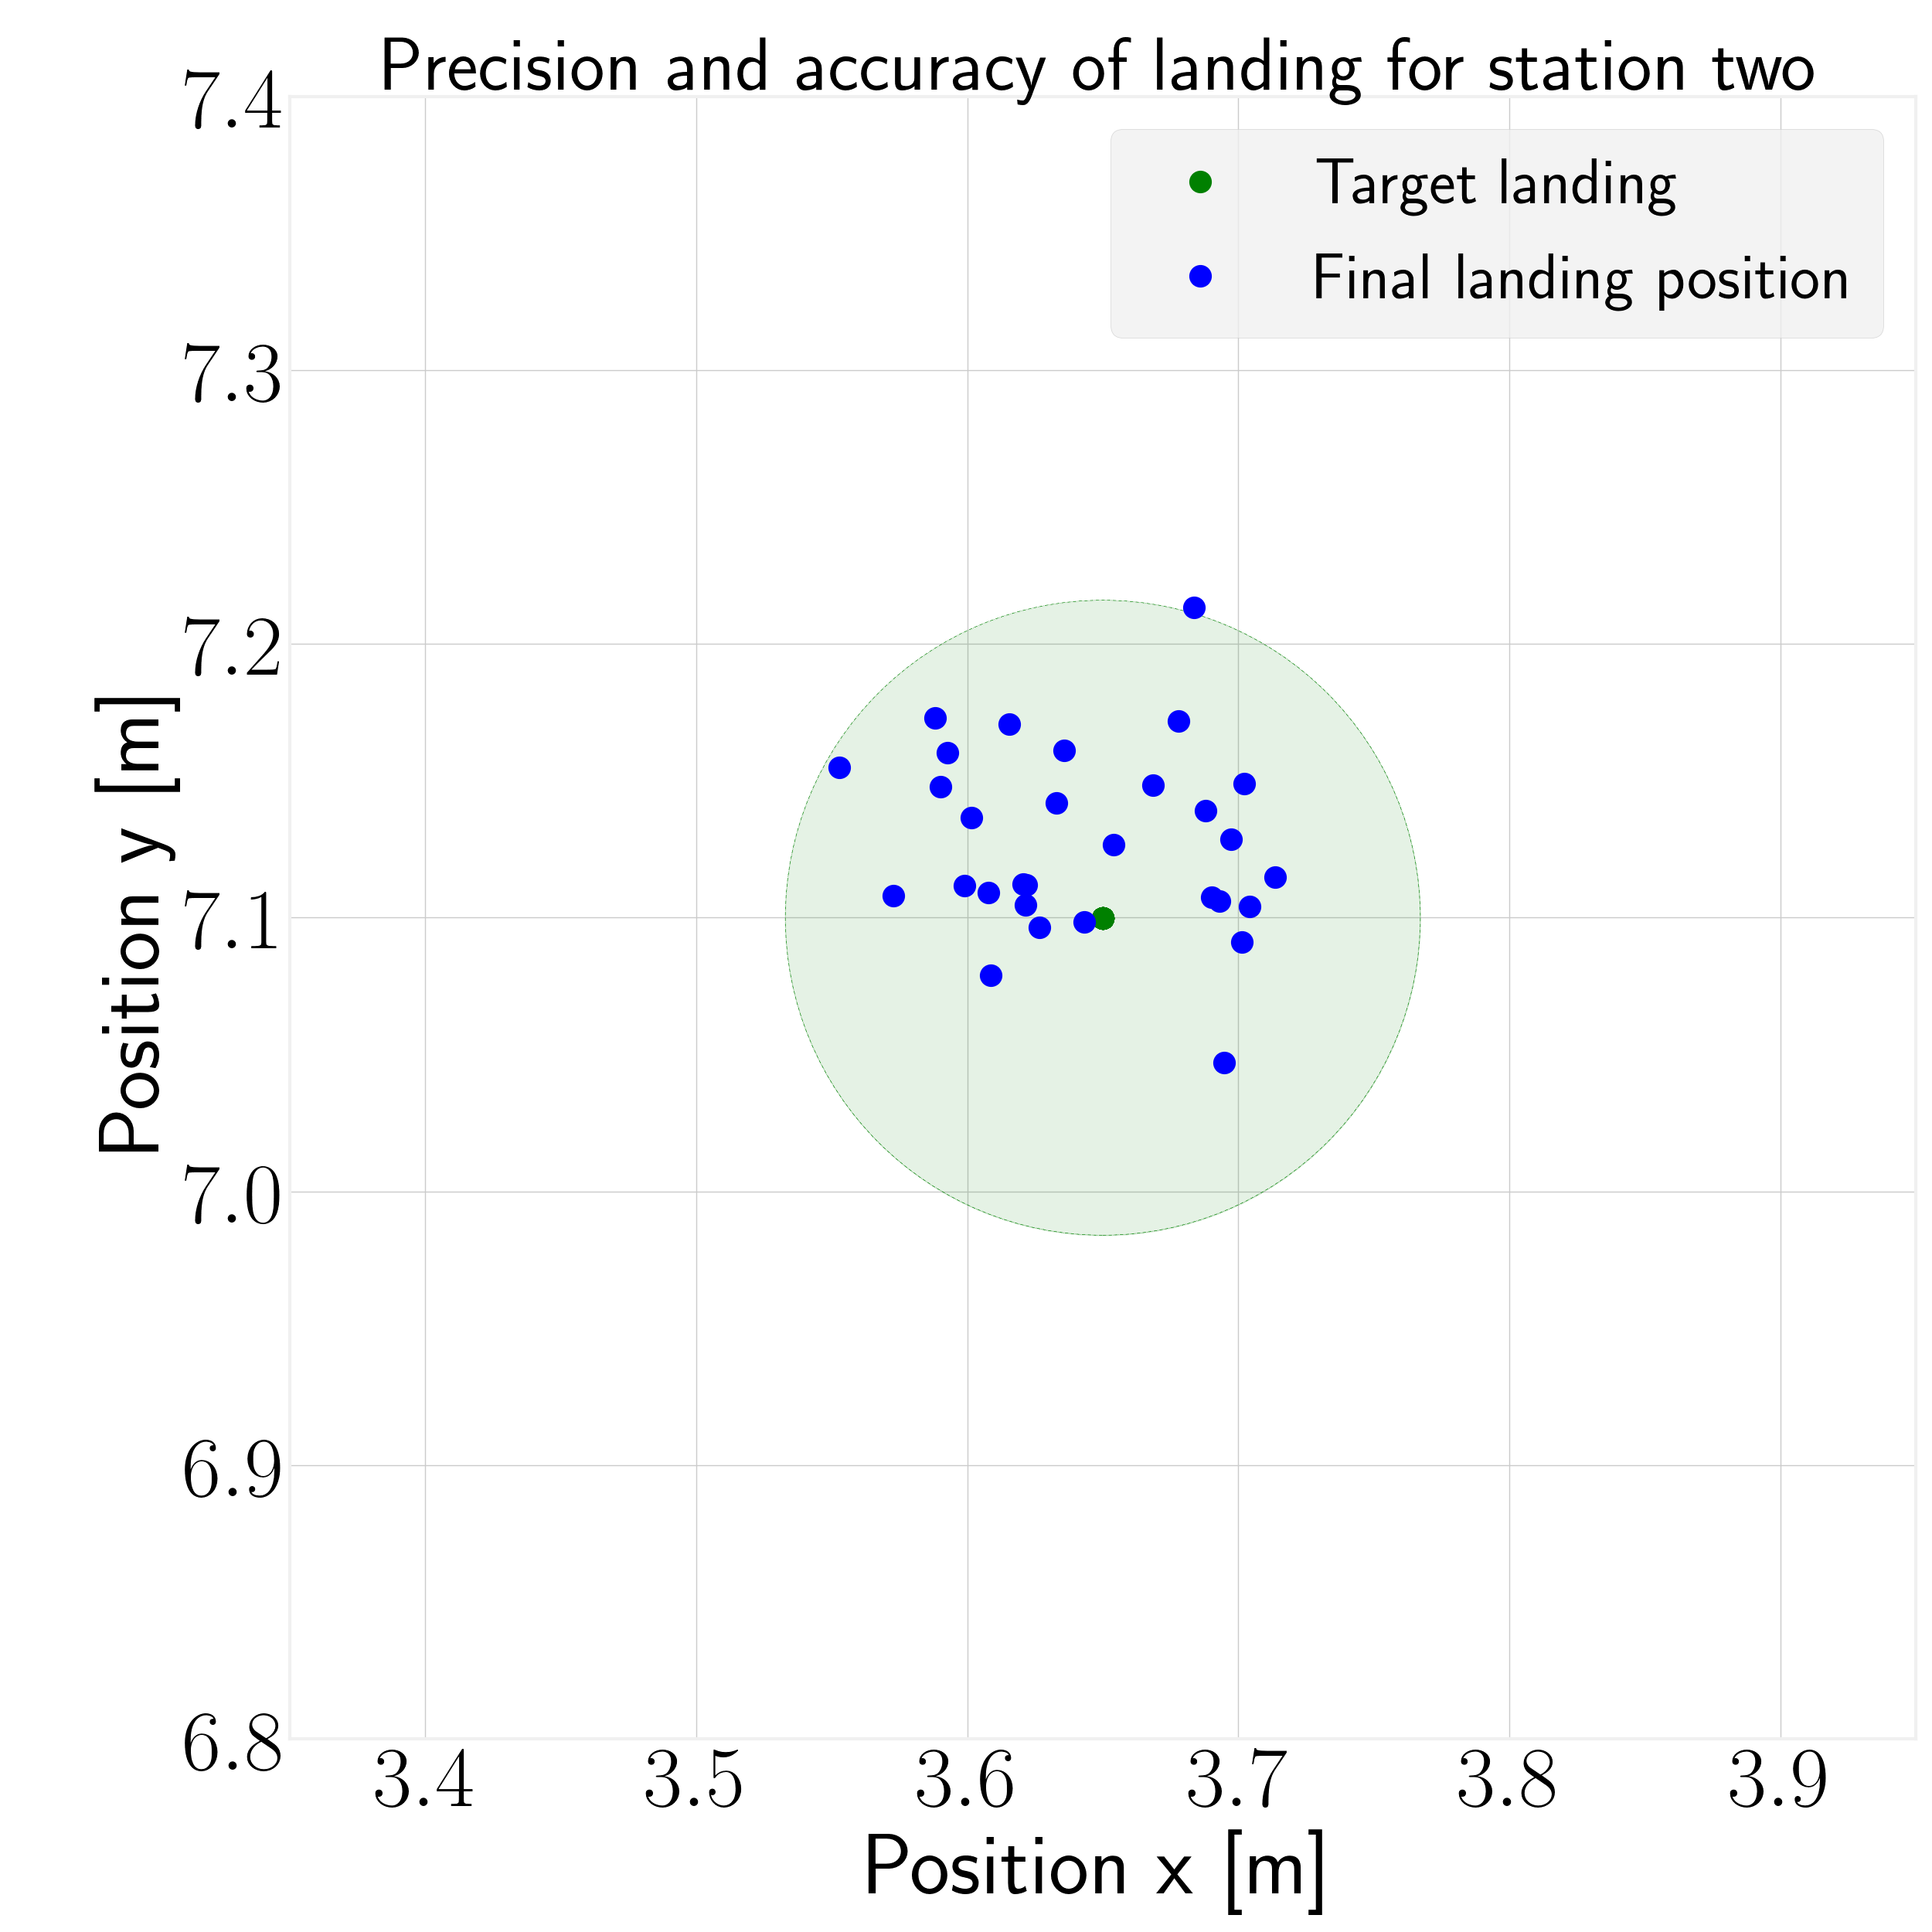 Precision and accuracy of landing for station two
Target landing
Final landing position
Position y [m]
7.4
7.3
7.2
7.1
7.0
6.9
6.8
3.4 3.5 3.6 3.7 3.8 3.9
Position x [m]